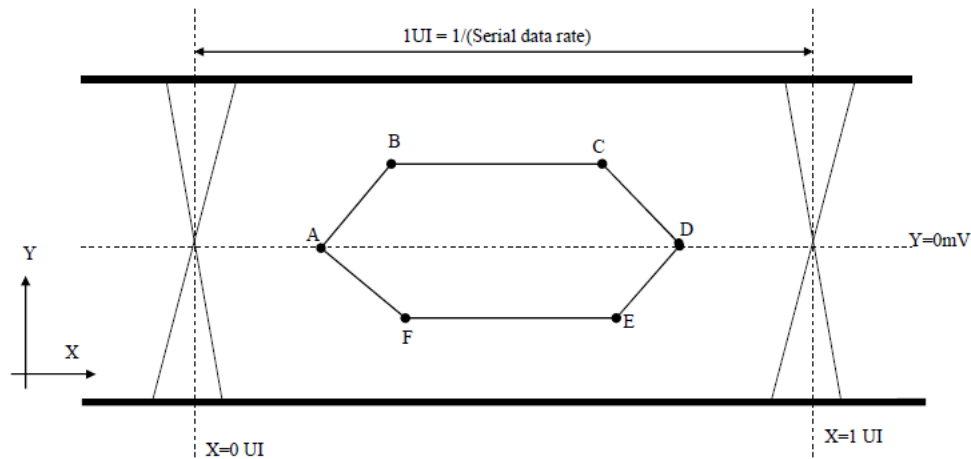 1UI = 1/(Serial data rate)
B
C
A
D
Y=0mV
Y
F
E
X
X=0 UI
X=1 UI